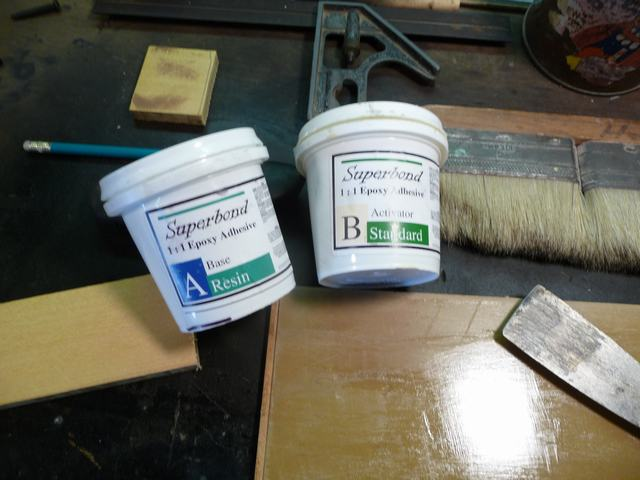 Superbond
1:1 Epoxy Adhesive
A
Base
Resin
Superbond
1:1 Epoxy Adhesive
B
Activator
Standard